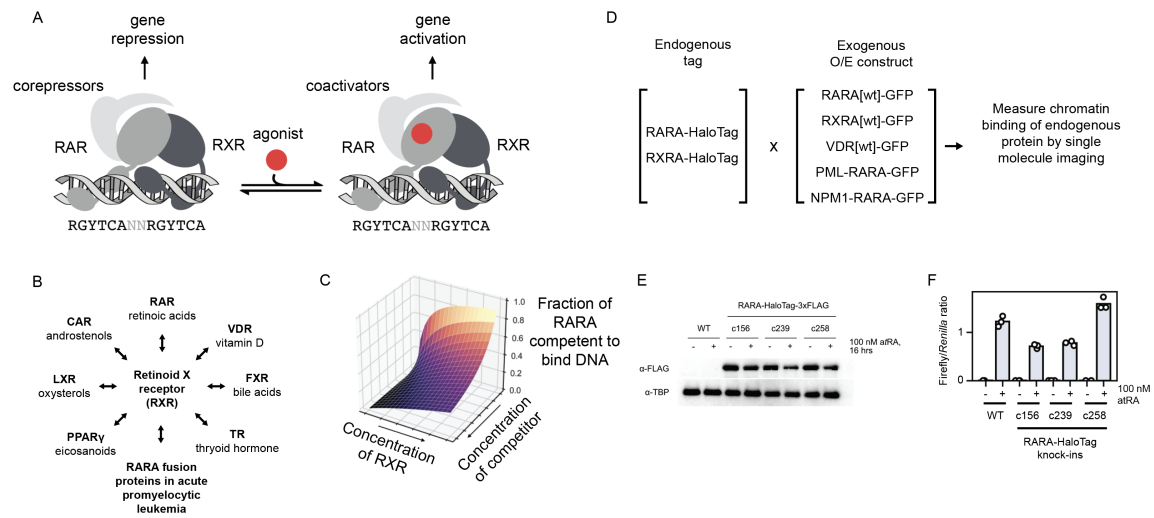 A
gene
repression
gene
activation
corepressors
coactivators
RAR
RXR
agonist
RAR
RXR
RGYTCANNRGYTCA
RGYTCANNRGYTCA
B
RAR
retinoic acids
CAR
androstenols
VDR
vitamin D
LXR
oxysterols
Retinoid X
receptor
(RXR)
FXR
bile acids
PPARγ
eicosanoids
TR
thryoid hormone
RARA fusion
proteins in acute
promyelocytic
leukemia
C
1.0
0.8
0.6
0.4
0.2
0.0
Fraction of
RARA
competent to
bind DNA
Concentration
of RXR
Concentration
of competitor
D
Endogenous
tag
Exogenous
O/E construct
RARA-HaloTag
RXRA-HaloTag
x
RARA[wt]-GFP
RXRA[wt]-GFP
VDR[wt]-GFP
PML-RARA-GFP
NPM1-RARA-GFP
Measure chromatin
binding of endogenous
protein by single
molecule imaging
E
RARA-HaloTag-3xFLAG
WT c156 c239 c258
- + - + - + - +
100 nM atRA,
16 hrs
α-FLAG
α-TBP
F
Firefly/Renilla ratio
1
0
- + - + - + - +
100 nM
atRA
WT c156 c239 c258
RARA-HaloTag
knock-ins